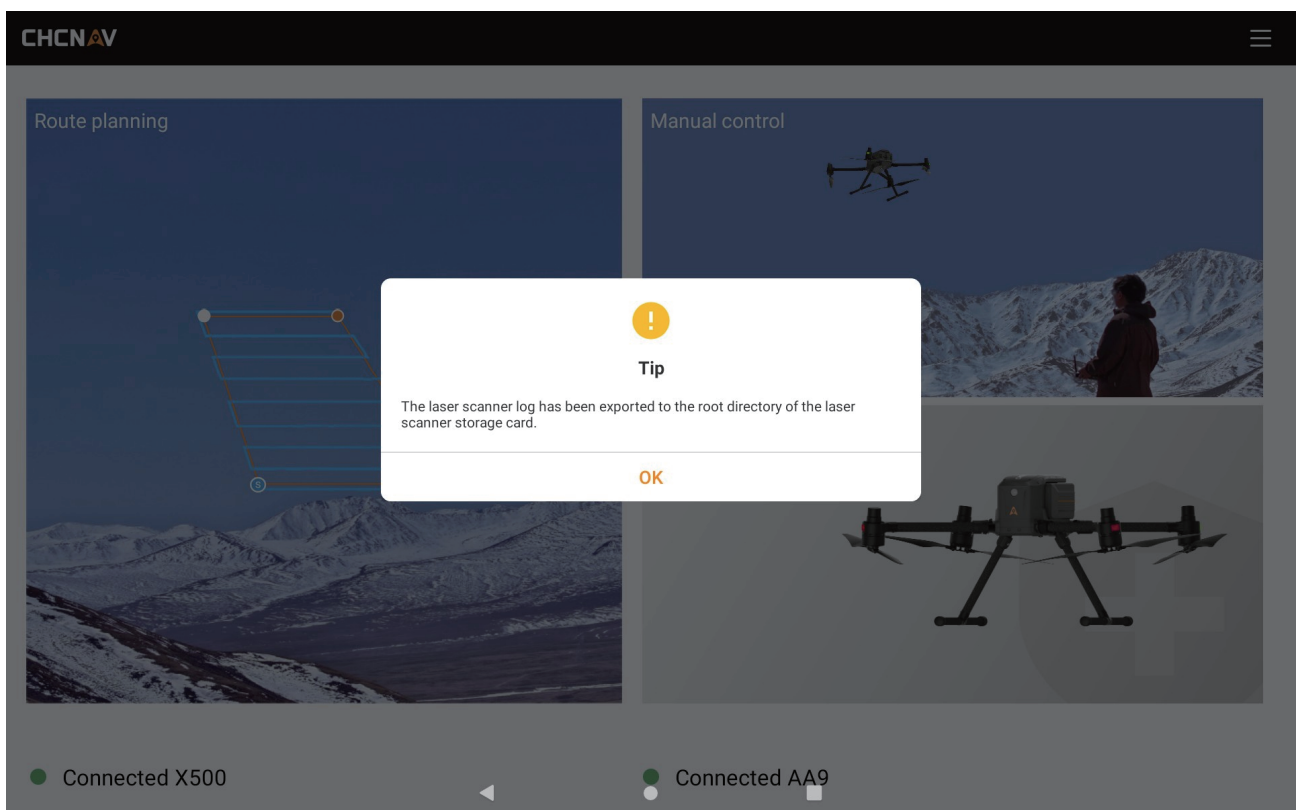 CHCNAV
Route planning
Manual control
!
Tip
The laser scanner log has been exported to the root directory of the laser
scanner storage card.
OK
S
A
Connected X500
Connected AA9